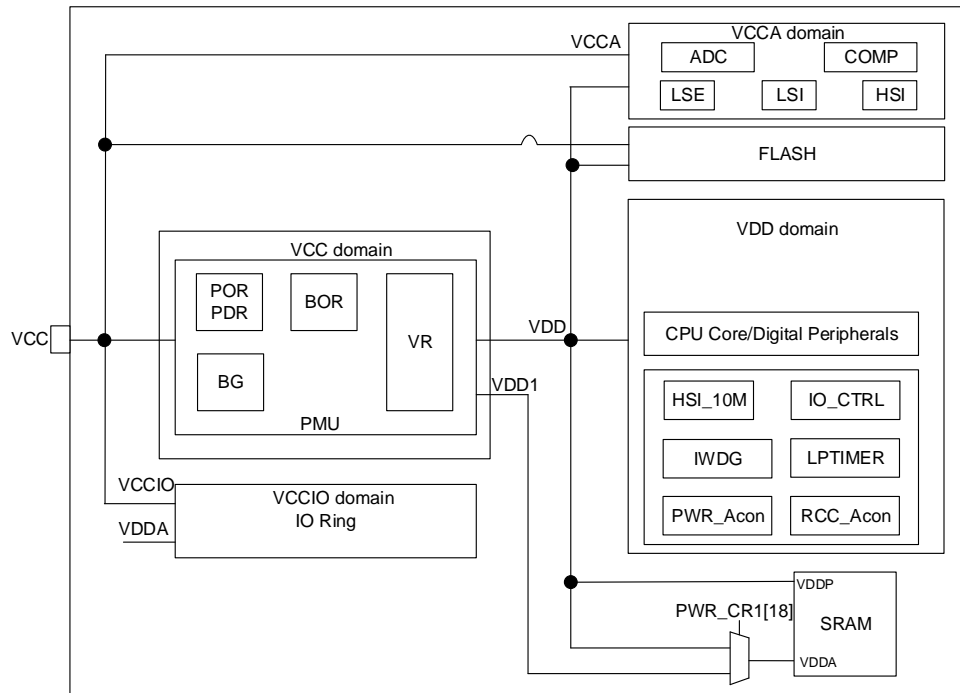 VCCA domain
VCCA
ADC
COMP
LSE
LSI
HSI
FLASH
VDD domain
VCC domain
POR
PDR
BOR
VR
VCC
VDD
CPU Core/Digital Peripherals
BG
VDD1
PMU
HSI_10M
IO_CTRL
IWDG
LPTIMER
VCCIO
VCCIO domain
IO Ring
VDDA
PWR_Acon
RCC_Acon
VDDP
PWR_CR1[18]
SRAM
VDDA